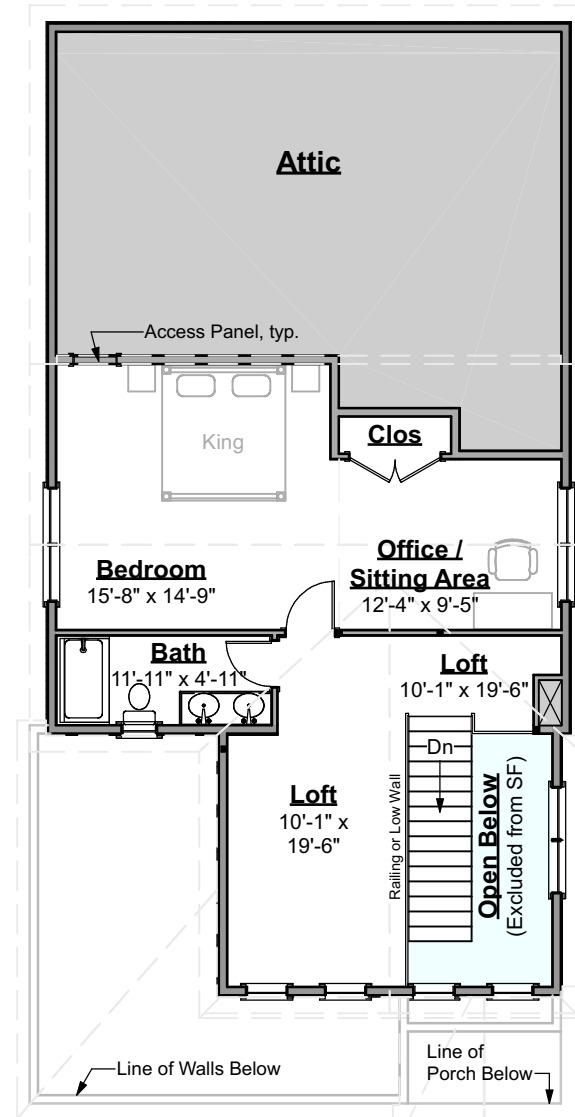 Attic
Access Panel, typ.
King
Clos
Bedroom
15'-8" x 14'-9"
Office /
Sitting Area
12'-4" x 9'-5"
Bath
11'-11" x 4'-11"
Loft
10'-1" x 19'-6"
Dn
Loft
10'-1" x
19'-6"
Railing or Low Wall
Open Below
(Excluded from SF)
Line of Walls Below
Line of
Porch Below